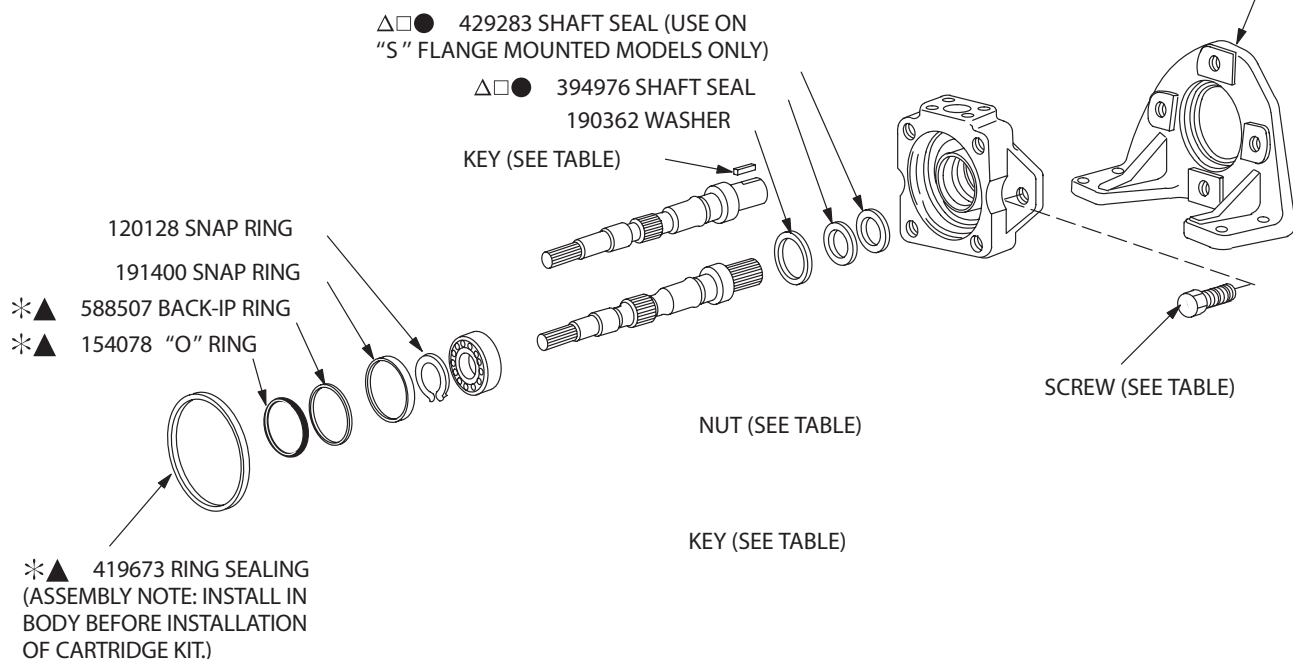 △□● 429283 SHAFT SEAL (USE ON
“S” FLANGE MOUNTED MODELS ONLY)
△□● 394976 SHAFT SEAL
190362 WASHER
KEY (SEE TABLE)
120128 SNAP RING
191400 SNAP RING
✳▲ 588507 BACK-IP RING
✳▲ 154078 “O” RING
SCREW (SEE TABLE)
NUT (SEE TABLE)
KEY (SEE TABLE)
✳▲ 419673 RING SEALING
(ASSEMBLY NOTE: INSTALL IN
BODY BEFORE INSTALLATION
OF CARTRIDGE KIT.)